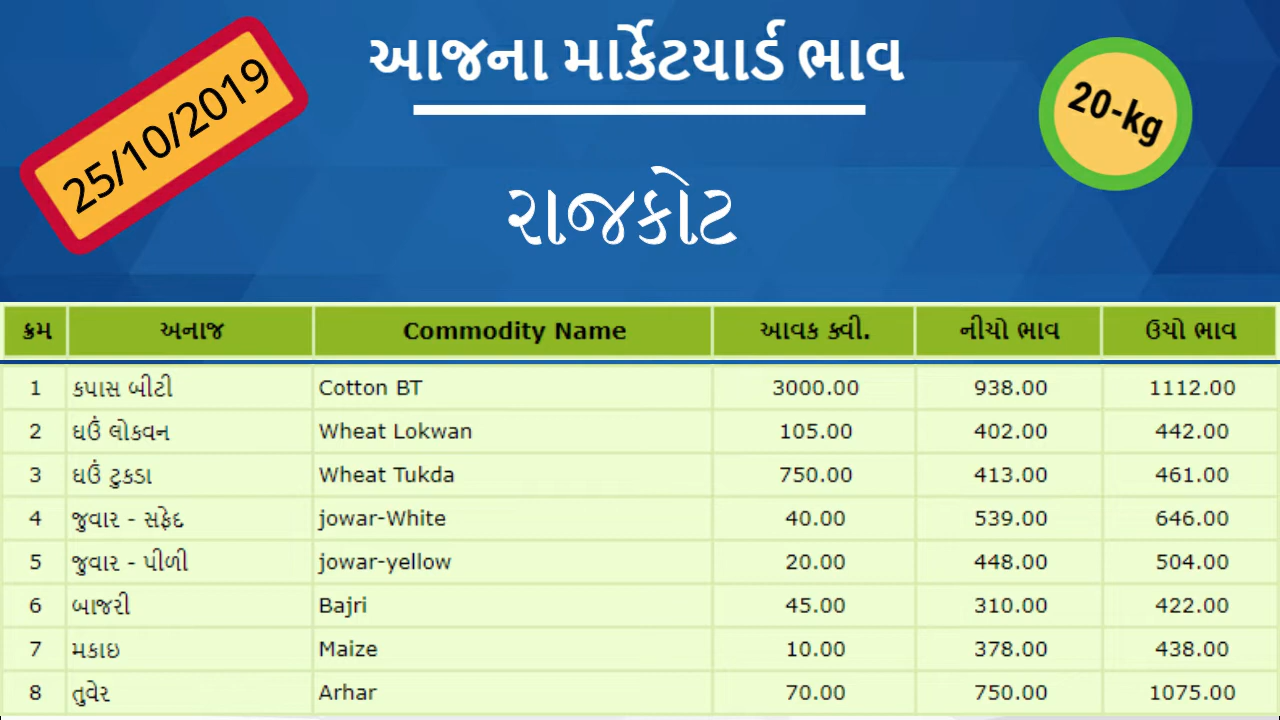 આજના માર્કેટયાર્ડ ભાવ
25/10/2019
20-kg
રાજકોટ
ક્રમ અનાજ Commodity Name આવક ક્વી. નીચો ભાવ ઉચો ભાવ
1 કપાસ બીટી Cotton BT 3000.00 938.00 1112.00
2 ઘઉં લોકવન Wheat Lokwan 105.00 402.00 442.00
3 ઘઉં ટુકડા Wheat Tukda 750.00 413.00 461.00
4 જુવાર - સફેદ jowar-White 40.00 539.00 646.00
5 જુવાર - પીળી jowar-yellow 20.00 448.00 504.00
6 બાજરી Bajri 45.00 310.00 422.00
7 મકાઇ Maize 10.00 378.00 438.00
8 તુવેર Arhar 70.00 750.00 1075.00